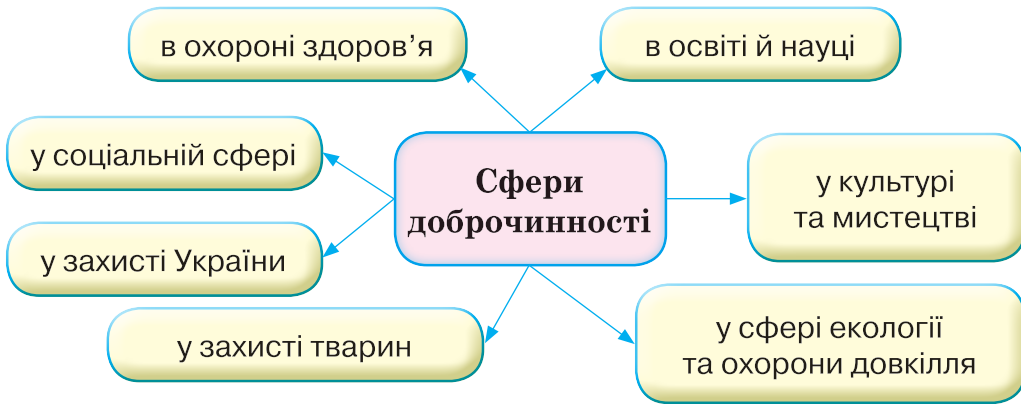 в охороні здоров’я
в освіті й науці
у соціальній сфері
Сфери
доброчинності
у культурі
та мистецтві
у захисті України
у захисті тварин
у сфері екології
та охорони довкілля